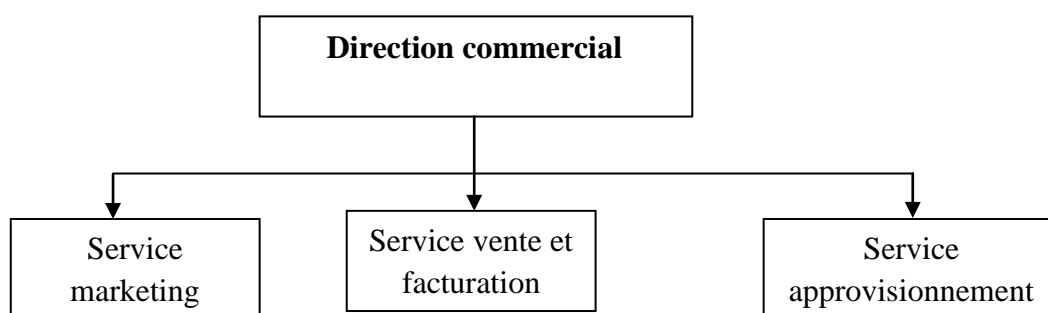 Direction commercial
Service
marketing
Service vente et
facturation
Service
approvisionnement